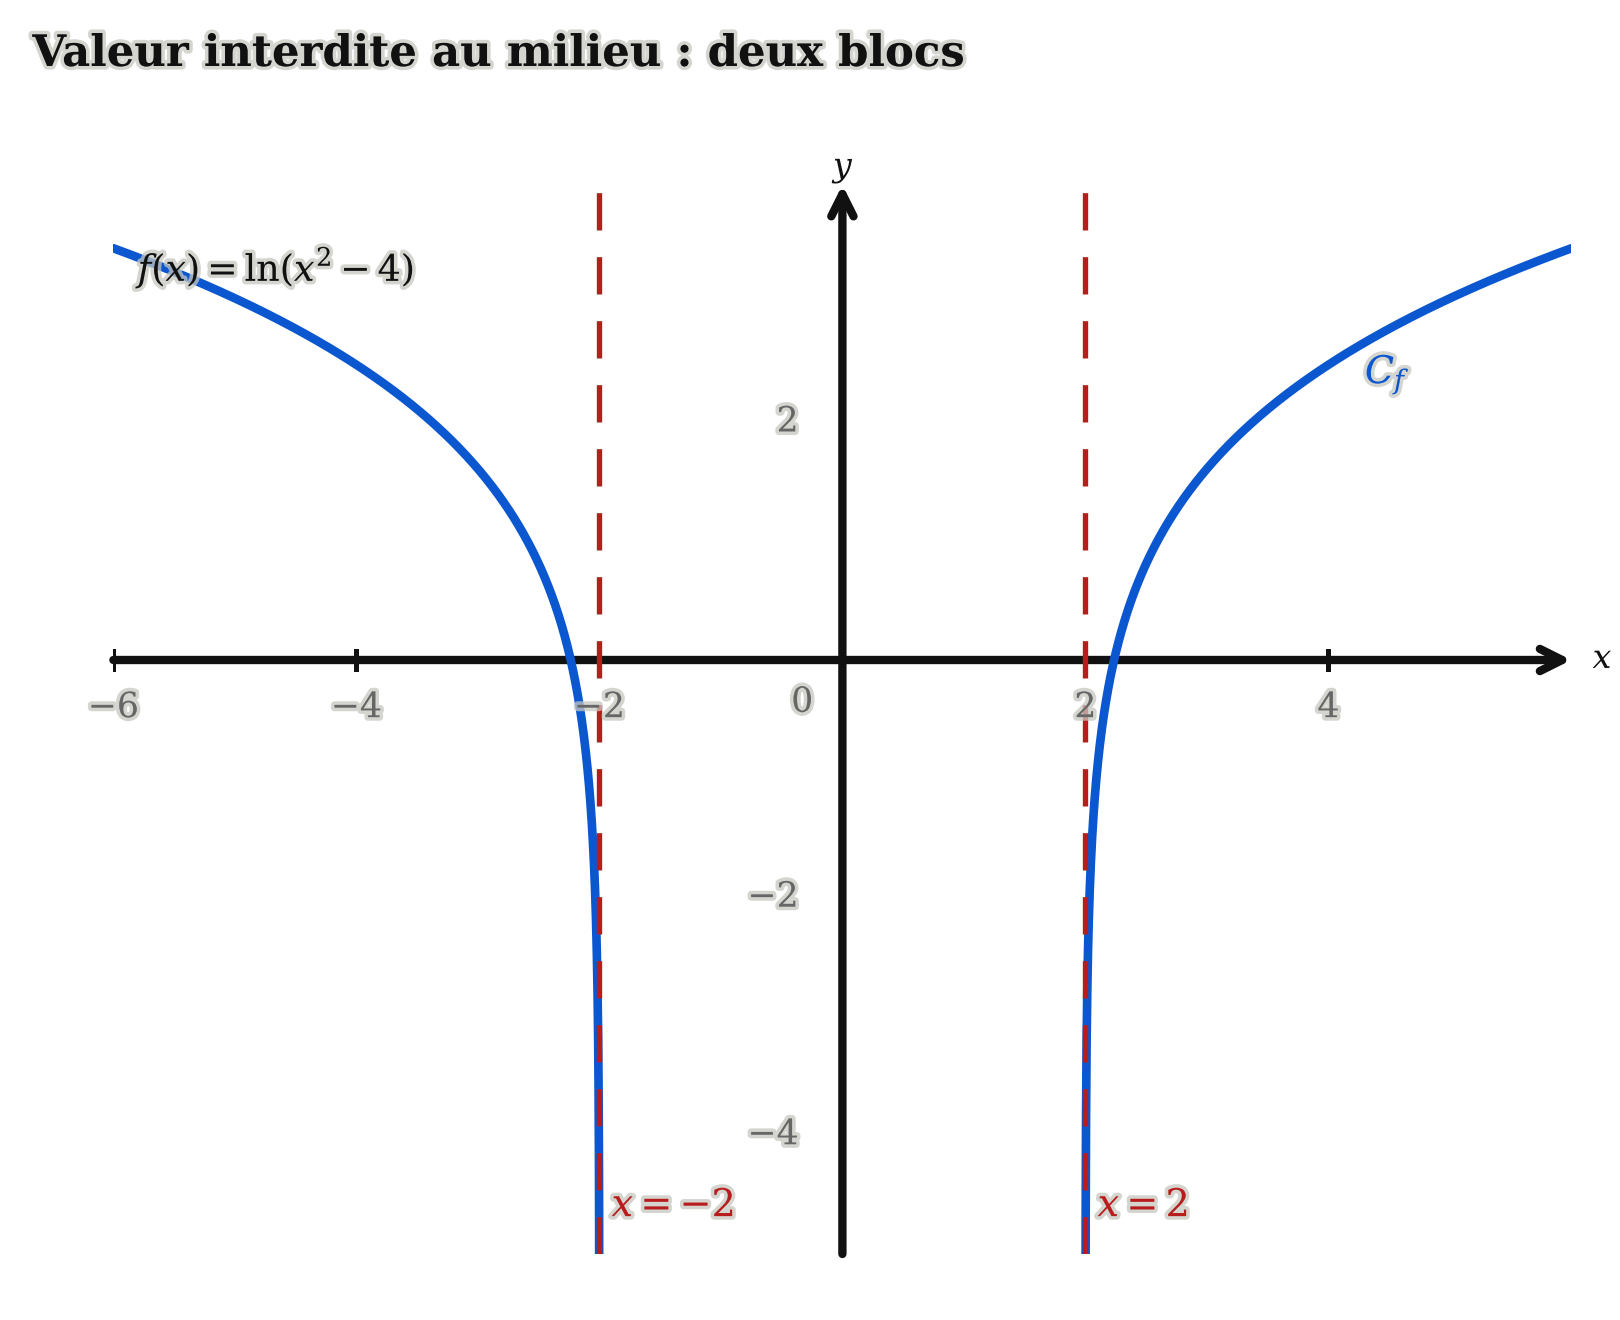 Valeur interdite au milieu : deux blocs
y
f(x) = ln(x² − 4)
C_f
2
x
−6 −4 −2 0 2 4
−2
−4
x = −2 x = 2